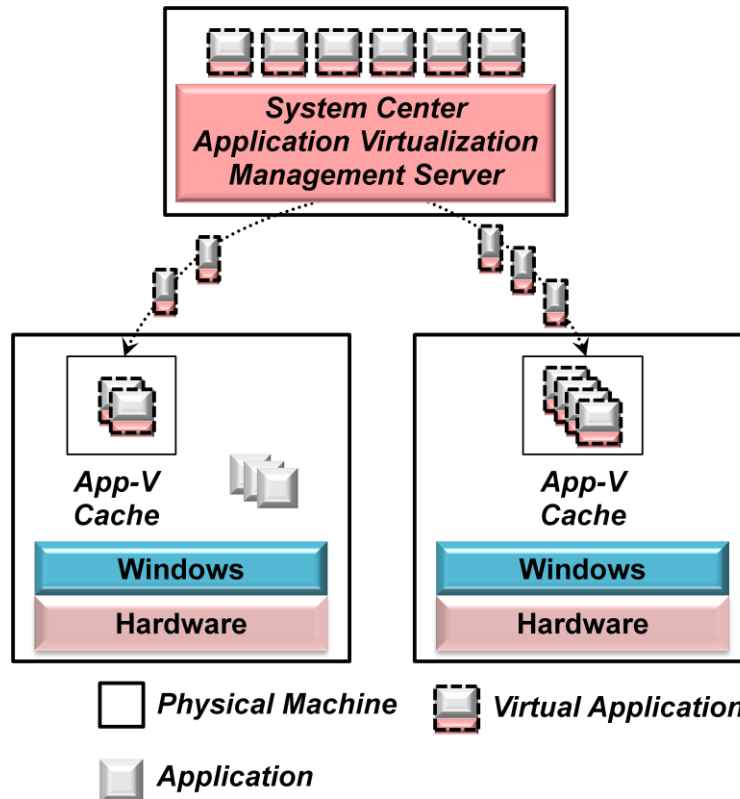 System Center
Application Virtualization
Management Server
App-V
Cache
App-V
Cache
Windows
Windows
Hardware
Hardware
Physical Machine
Virtual Application
Application